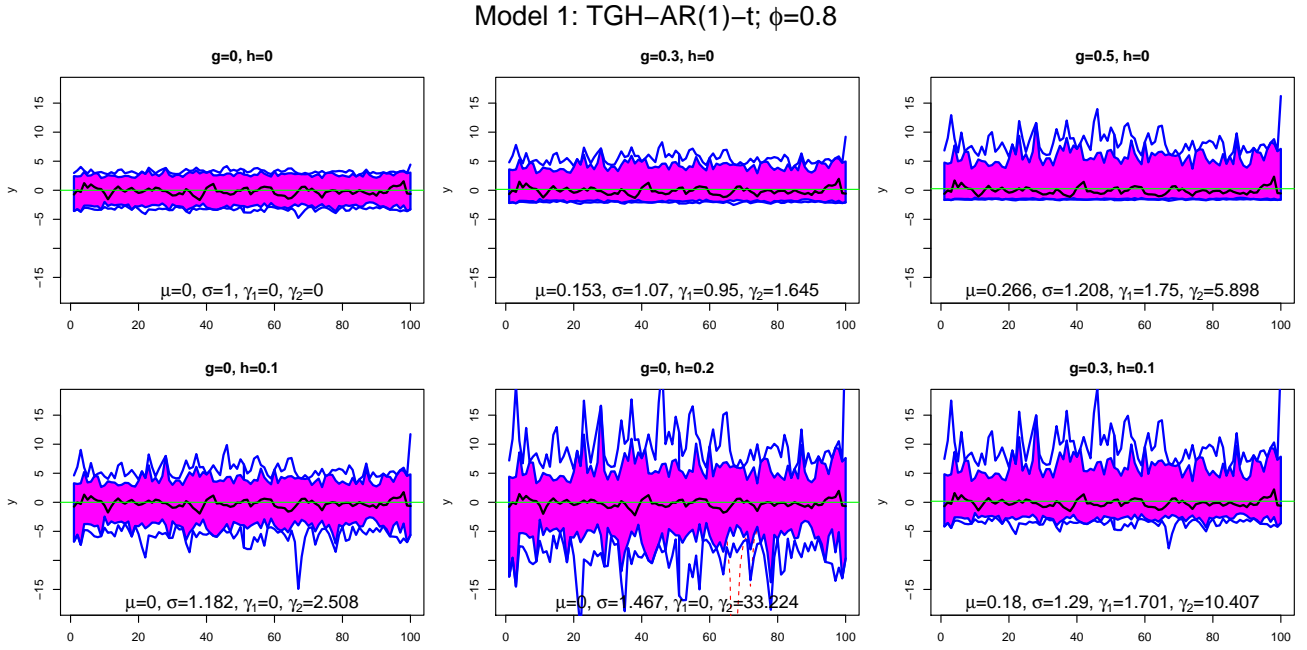 Model 1: TGH−AR(1)−t; ϕ=0.8
g=0, h=0
y
15
10
5
0
−5
−15
μ=0, σ=1, γ₁=0, γ₂=0
0 20 40 60 80 100
g=0.3, h=0
y
15
10
5
0
−5
−15
μ=0.153, σ=1.07, γ₁=0.95, γ₂=1.645
0 20 40 60 80 100
g=0.5, h=0
y
15
10
5
0
−5
−15
μ=0.266, σ=1.208, γ₁=1.75, γ₂=5.898
0 20 40 60 80 100
g=0, h=0.1
y
15
10
5
0
−5
−15
μ=0, σ=1.182, γ₁=0, γ₂=2.508
0 20 40 60 80 100
g=0, h=0.2
y
15
10
5
0
−5
−15
μ=0, σ=1.467, γ₁=0, γ₂=33.224
0 20 40 60 80 100
g=0.3, h=0.1
y
15
10
5
0
−5
−15
μ=0.18, σ=1.29, γ₁=1.701, γ₂=10.407
0 20 40 60 80 100